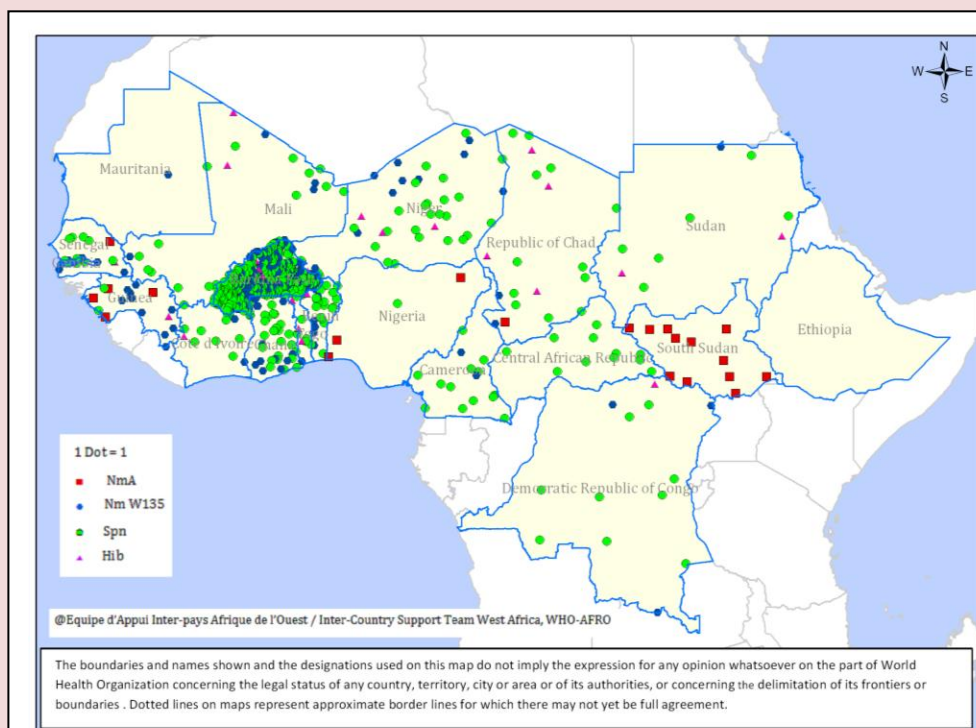 N
W E
S
Mauritania
Mali
Niger
Sudan
Senegal
Republic of Chad
Guinea
Nigeria
Ethiopia
South Sudan
Central African Republic
Cameroon
Democratic Republic of Congo
1 Dot = 1
NmA
Nm W135
Spn
Hib
@Equipe d'Appui Inter-pays Afrique de l'Ouest / Inter-Country Support Team West Africa, WHO-AFRO
The boundaries and names shown and the designations used on this map do not imply the expression for any opinion whatsoever on the part of World
Health Organization concerning the legal status of any country, territory, city or area or of its authorities, or concerning the delimitation of its frontiers or
boundaries . Dotted lines on maps represent approximate border lines for which there may not yet be full agreement.